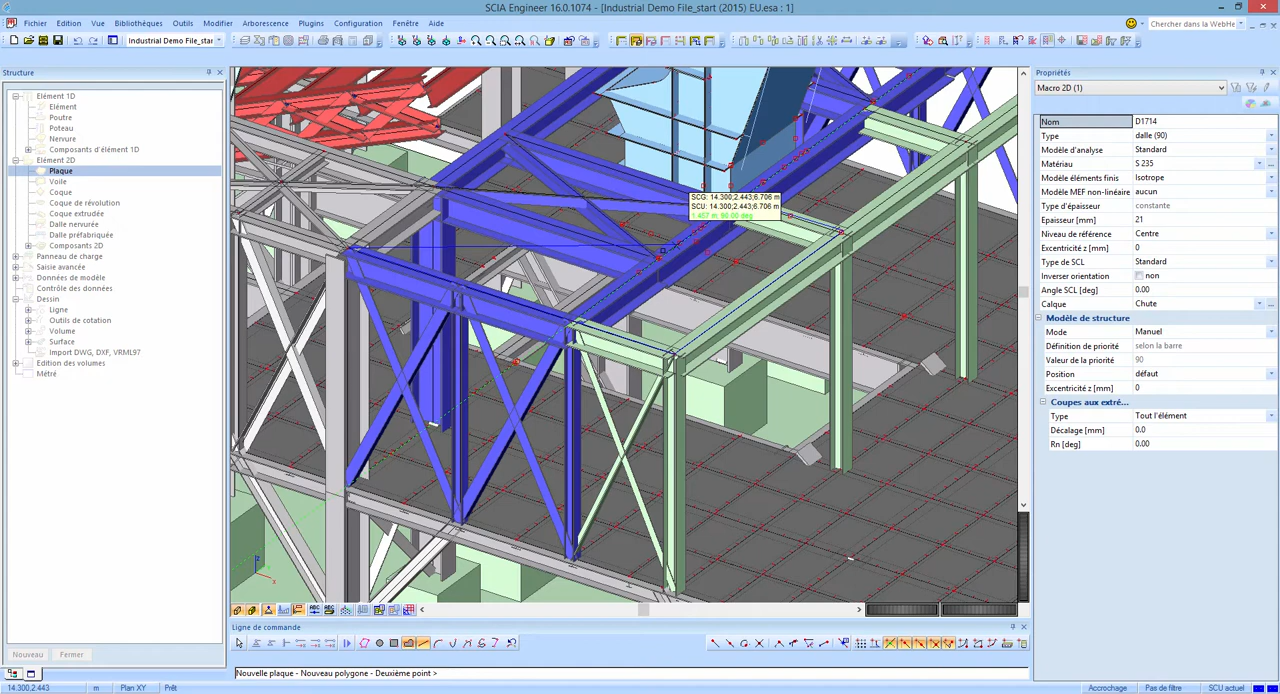 SCIA Engineer 16.0.1074 - [Industrial Demo File_start (2015) EU.esa : 1]
Fichier Edition Vue Bibliothèques Outils Modifier Arborescence Plugins Configuration Fenêtre Aide
Chercher dans la WebHe
Industrial Demo File_star
Structure
Elément 1D
Elément
Poutre
Poteau
Nervure
Composants d'élément 1D
Elément 2D
Plaque
Voile
Coque
Coque de révolution
Coque extrudée
Dalle nervurée
Dalle préfabriquée
Composants 2D
Panneau de charge
Saisie avancée
Données de modèle
Contrôle des données
Dessin
Ligne
Outils de cotation
Volume
Surface
Import DWG, DXF, VRML97
Edition des volumes
Métré
Nouveau Fermer
SCG: 14.300;2.443;6.706 m
SCU: 14.300;2.443;6.706 m
1.457 m; 90.00 deg
Propriétés
Macro 2D (1)
Nom D1714
Type dalle (90)
Modèle d'analyse Standard
Matériau S 235
Modèle éléments finis Isotrope
Modèle MEF non-linéaire aucun
Type d'épaisseur constante
Epaisseur [mm] 21
Niveau de référence Centre
Excentricité z [mm] 0
Type de SCL Standard
Inverser orientation non
Angle SCL [deg] 0.00
Calque Chute
Modèle de structure
Mode Manuel
Définition de priorité selon la barre
Valeur de la priorité 90
Position défaut
Excentricité z [mm] 0
Coupes aux extré...
Type Tout l'élément
Décalage [mm] 0.0
Rn [deg] 0.00
Ligne de commande
Nouvelle plaque - Nouveau polygone - Deuxième point >
14.300,2.443 m Plan XY Prêt Accrochage Pas de filtre SCU actuel